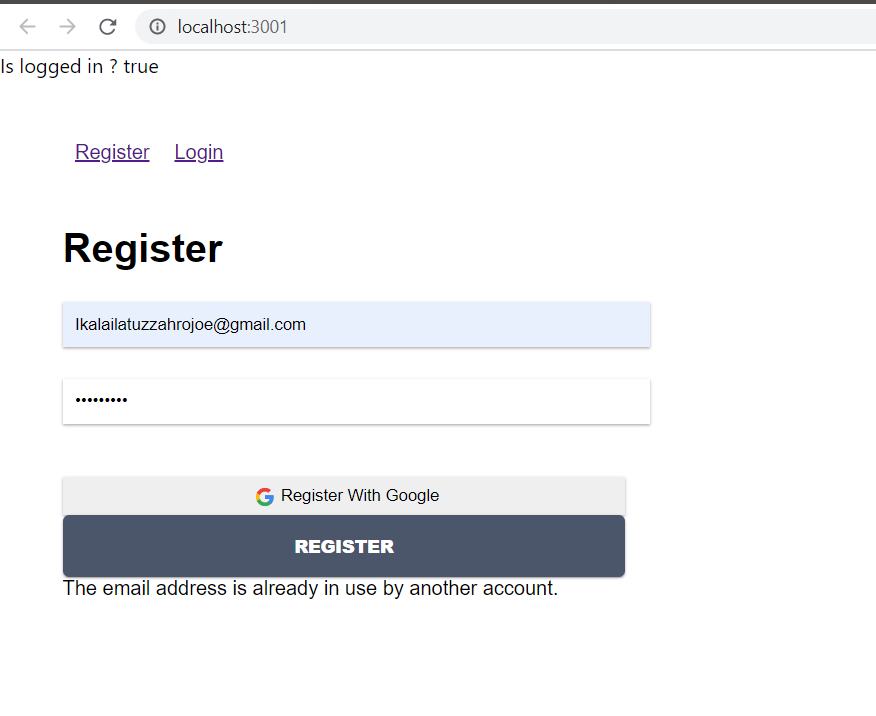 localhost:3001
Is logged in ? true
Register Login
Register
Ikalailatuzzahrojoe@gmail.com
•••••••••
Register With Google
REGISTER
The email address is already in use by another account.